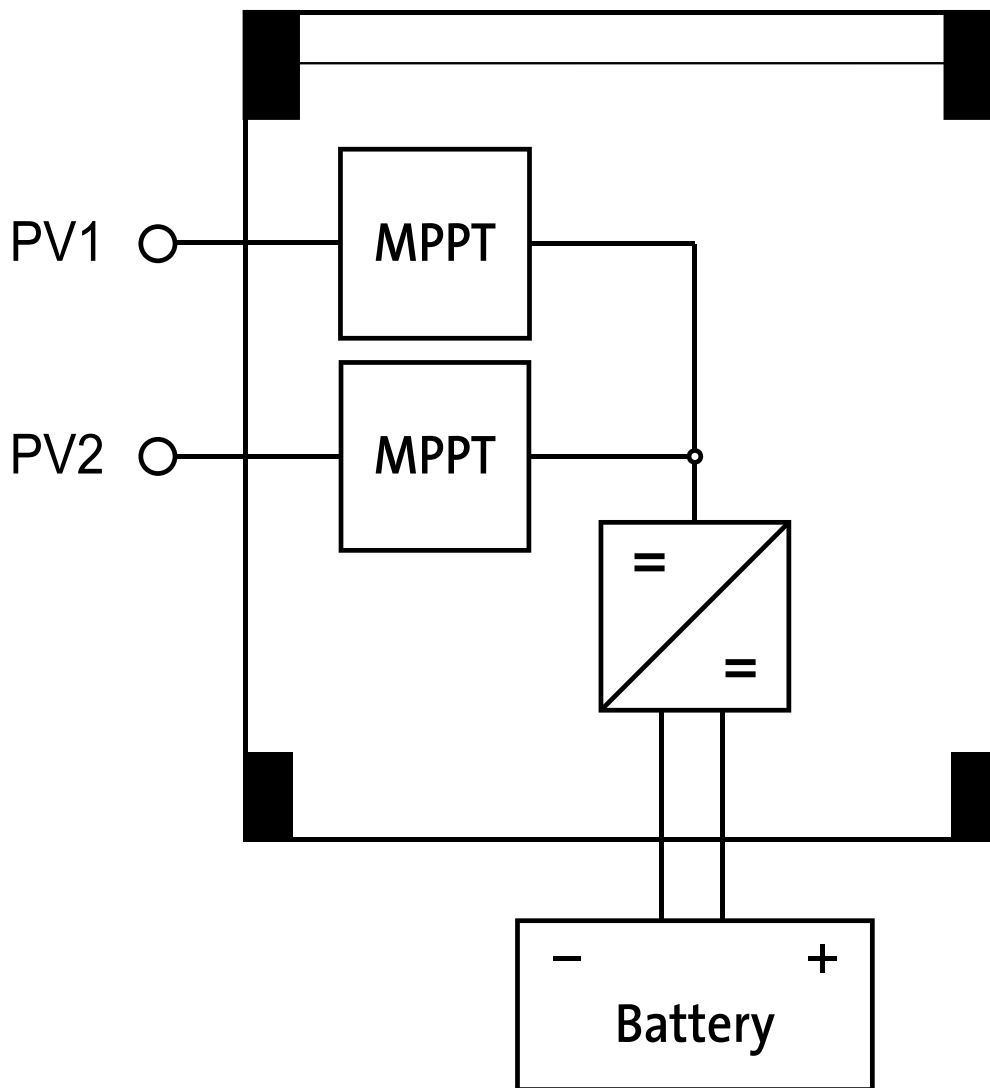 PV1
MPPT
PV2
MPPT
=
=
− +
Battery